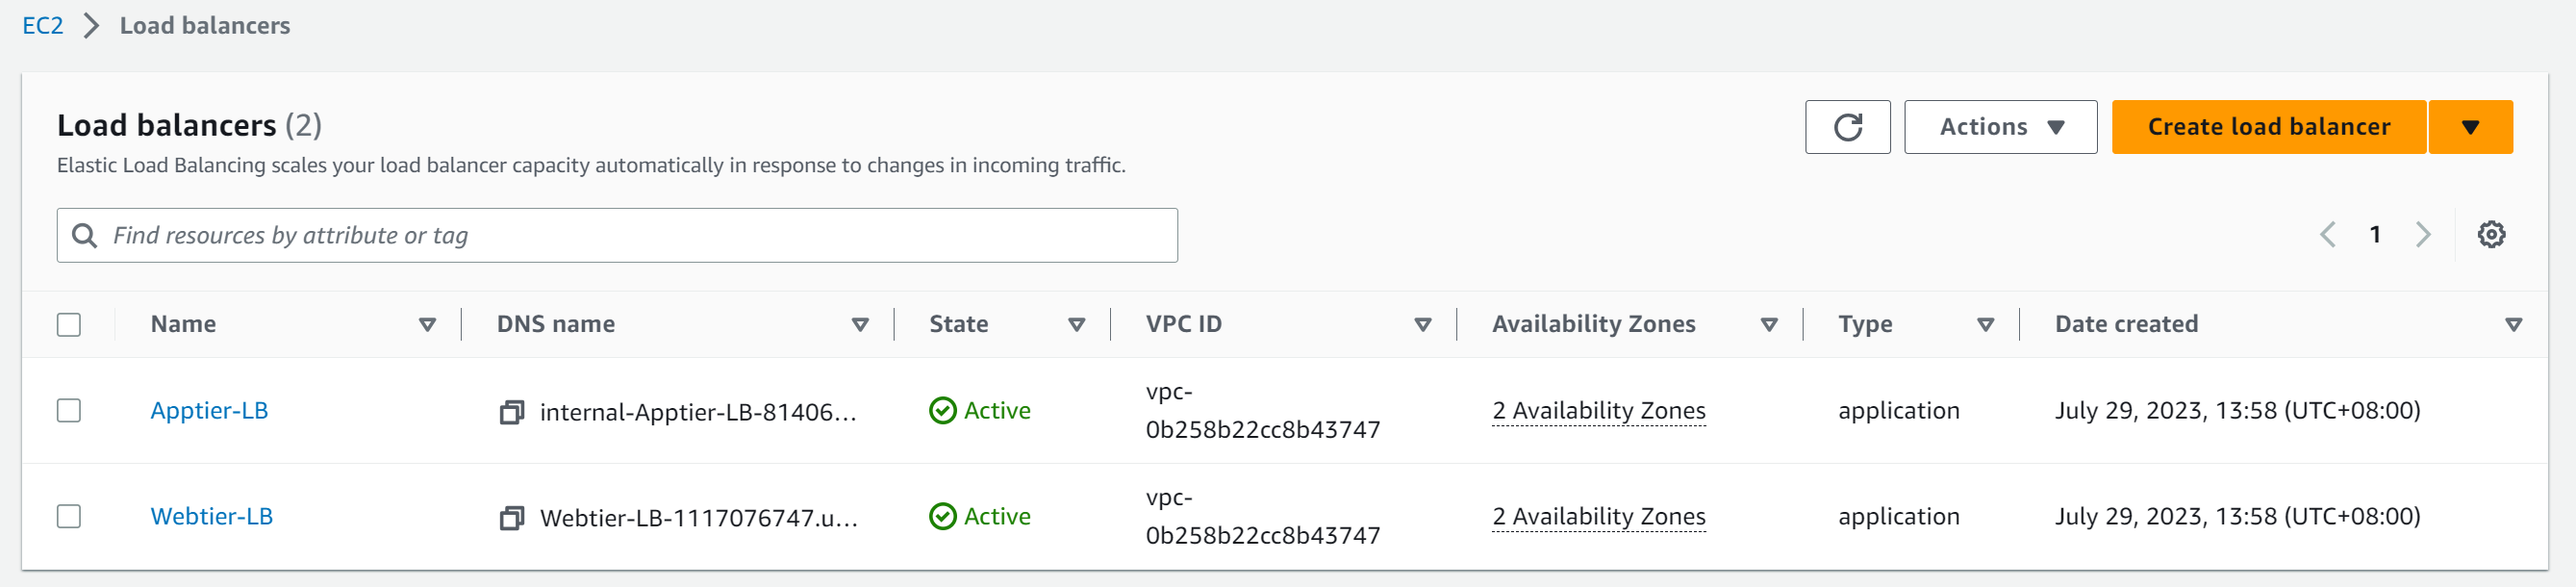 EC2 Load balancers
Load balancers (2)
Actions
Create load balancer
Elastic Load Balancing scales your load balancer capacity automatically in response to changes in incoming traffic.
Find resources by attribute or tag
1
Name DNS name State VPC ID Availability Zones Type Date created
Apptier-LB internal-Apptier-LB-81406... Active vpc-
0b258b22cc8b43747 2 Availability Zones application July 29, 2023, 13:58 (UTC+08:00)
Webtier-LB Webtier-LB-1117076747.u... Active vpc-
0b258b22cc8b43747 2 Availability Zones application July 29, 2023, 13:58 (UTC+08:00)